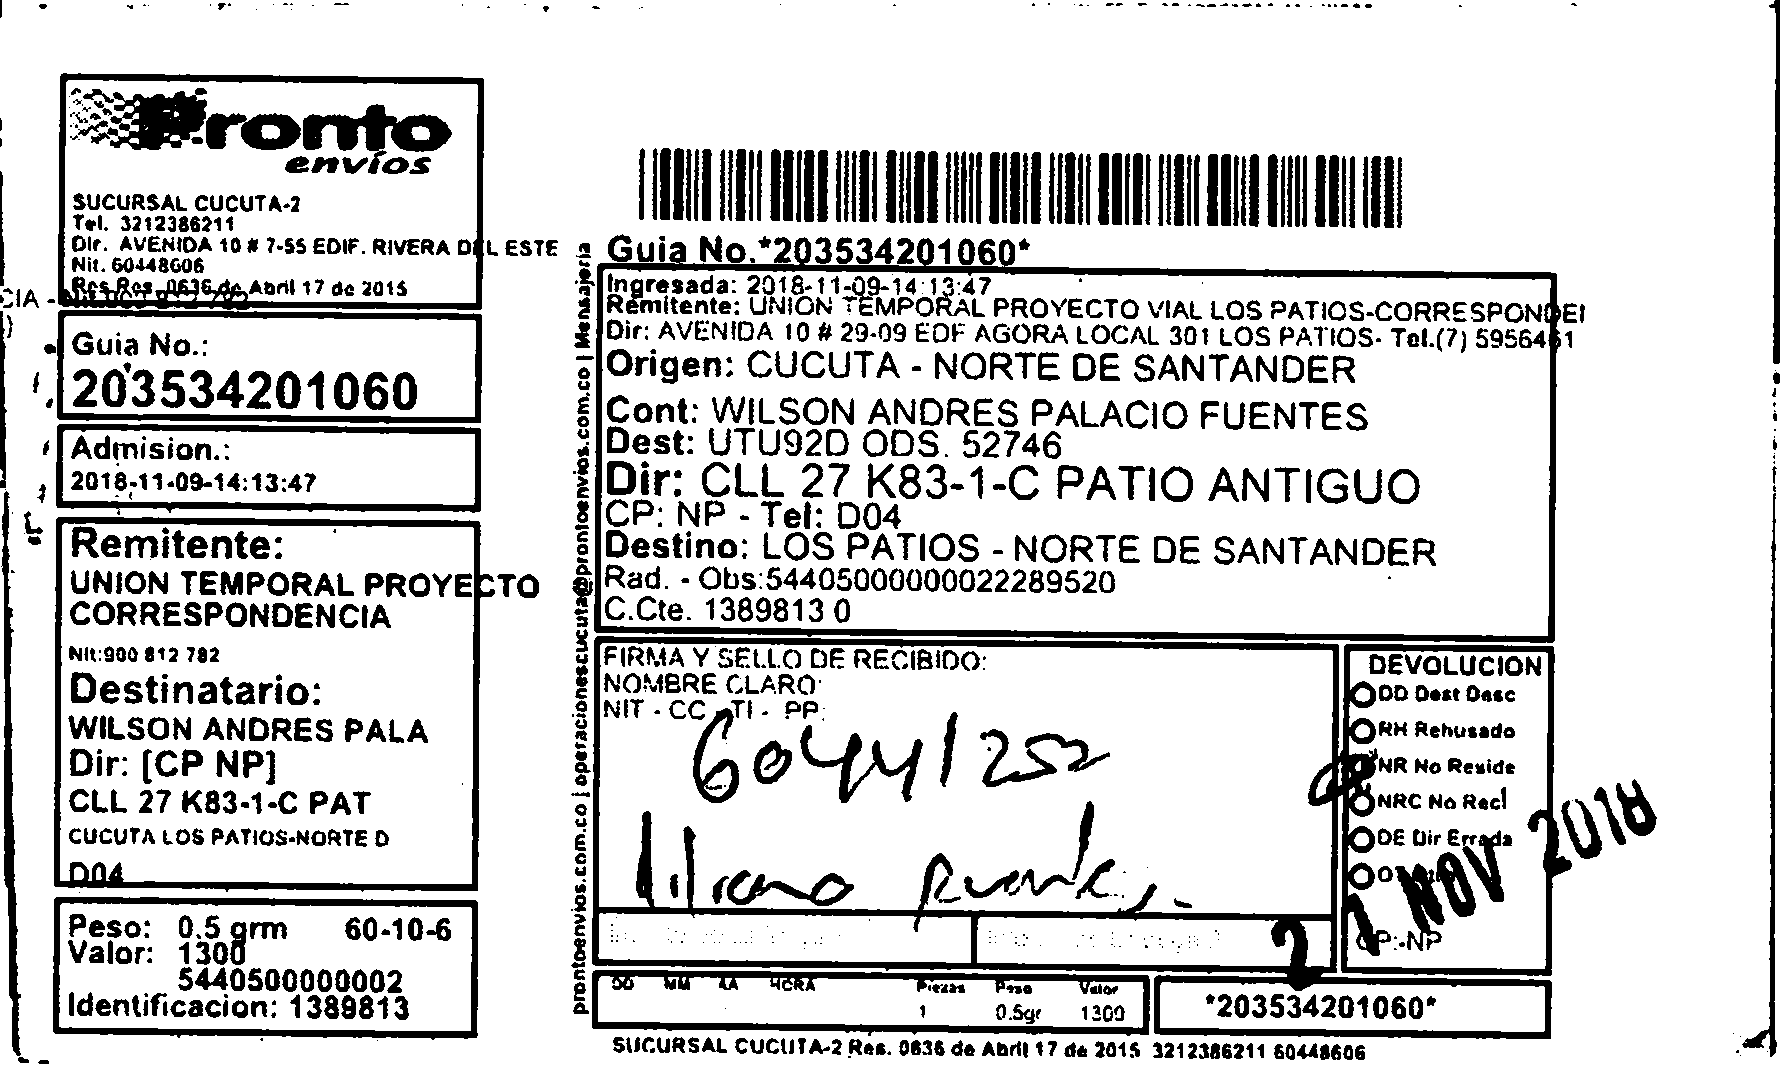 Pronto
envíos
SUCURSAL CUCUTA-2
Tel. 3212386211
Dir. AVENIDA 10 # 7-55 EDIF. RIVERA DEL ESTE
Nit. 60448606
Res Res. 0636 de Abril 17 de 2015
CIA -
Guia No.:
203534201060
Admision.:
2018-11-09-14:13:47
Remitente:
UNION TEMPORAL PROYECTO
CORRESPONDENCIA
Nit:900 812 782
Destinatario:
WILSON ANDRES PALA
Dir: [CP NP]
CLL 27 K83-1-C PAT
CUCUTA LOS PATIOS-NORTE D
D04
Peso: 0.5 grm 60-10-6
Valor: 1300
5440500000002
Identificacion: 1389813
prontoenvios.com.co | operacionescucuta@prontoenvios.com.co | Mensajeria
Guia No.*203534201060*
Ingresada: 2018-11-09-14:13:47
Remitente: UNION TEMPORAL PROYECTO VIAL LOS PATIOS-CORRESPONDEI
Dir: AVENIDA 10 # 29-09 EDF AGORA LOCAL 301 LOS PATIOS- Tel.(7) 5956461
Origen: CUCUTA - NORTE DE SANTANDER
Cont: WILSON ANDRES PALACIO FUENTES
Dest: UTU92D ODS. 52746
Dir: CLL 27 K83-1-C PATIO ANTIGUO
CP: NP - Tel: D04
Destino: LOS PATIOS - NORTE DE SANTANDER
Rad. - Obs:54405000000022289520
C.Cte. 1389813 0
FIRMA Y SELLO DE RECIBIDO:
NOMBRE CLARO:
NIT - CC - TI - PP:
60441252
DEVOLUCION
DD Dest Desc
RH Rehusado
NR No Reside
NRC No Recl
DE Dir Errada
21 NOV 2018
CP:-NP
DD MM AA HORA Piezas Peso Valor
1 0.5gr 1300
*203534201060*
SUCURSAL CUCUTA-2 Res. 0636 de Abril 17 de 2015 3212386211 60448606